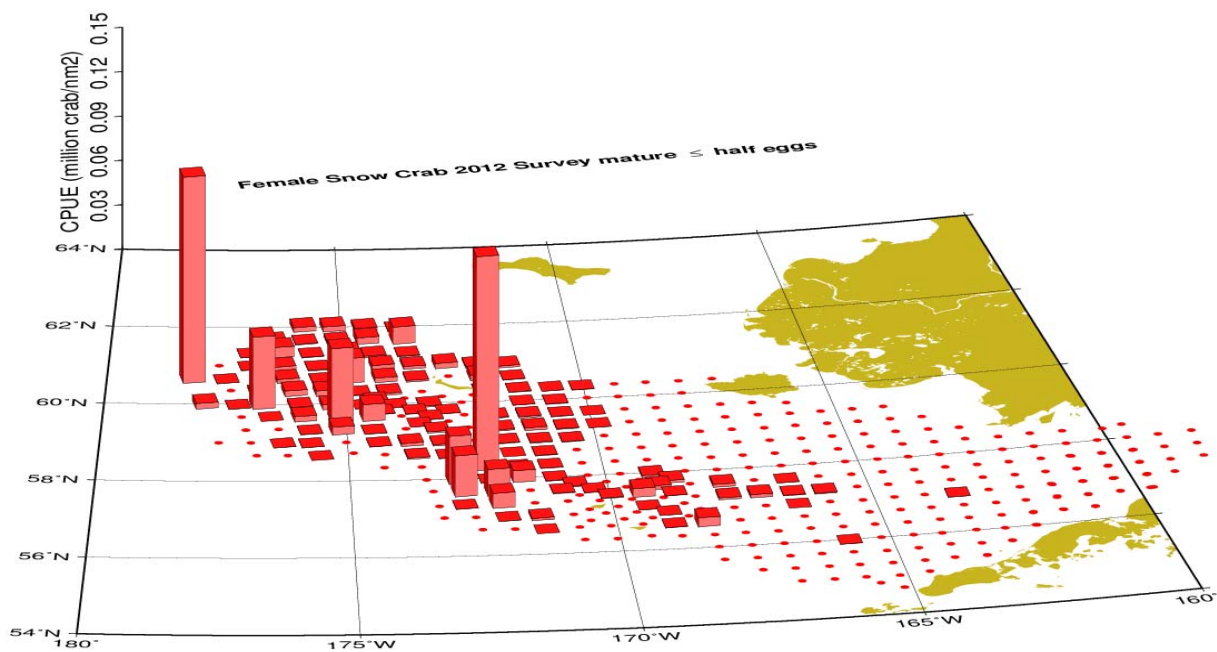 0.15
0.12
0.09
0.06
0.03
CPUE (million crab/nm2)
Female Snow Crab 2012 Survey mature ≤ half eggs
64°N
62°N
60°N
58°N
56°N
54°N
180°
175°W
170°W
165°W
160°